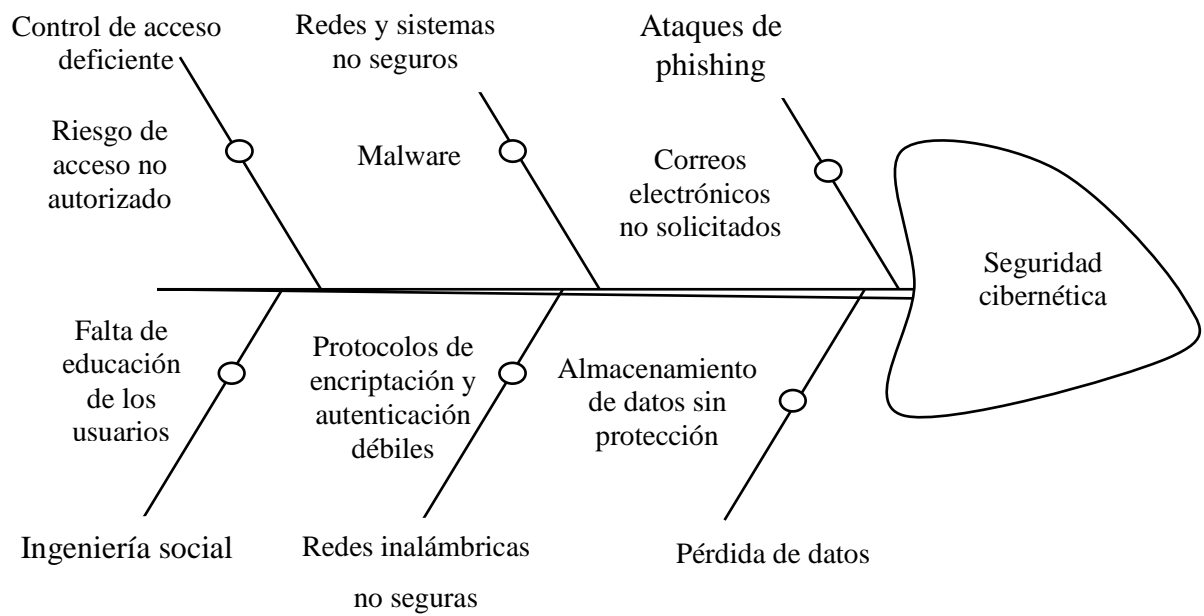 Control de acceso
deficiente
Redes y sistemas
no seguros
Ataques de
phishing
Riesgo de
acceso no
autorizado
Malware
Correos
electrónicos
no solicitados
Seguridad
cibernética
Falta de
educación
de los
usuarios
Protocolos de
encriptación y
autenticación
débiles
Almacenamiento
de datos sin
protección
Ingeniería social
Redes inalámbricas
no seguras
Pérdida de datos